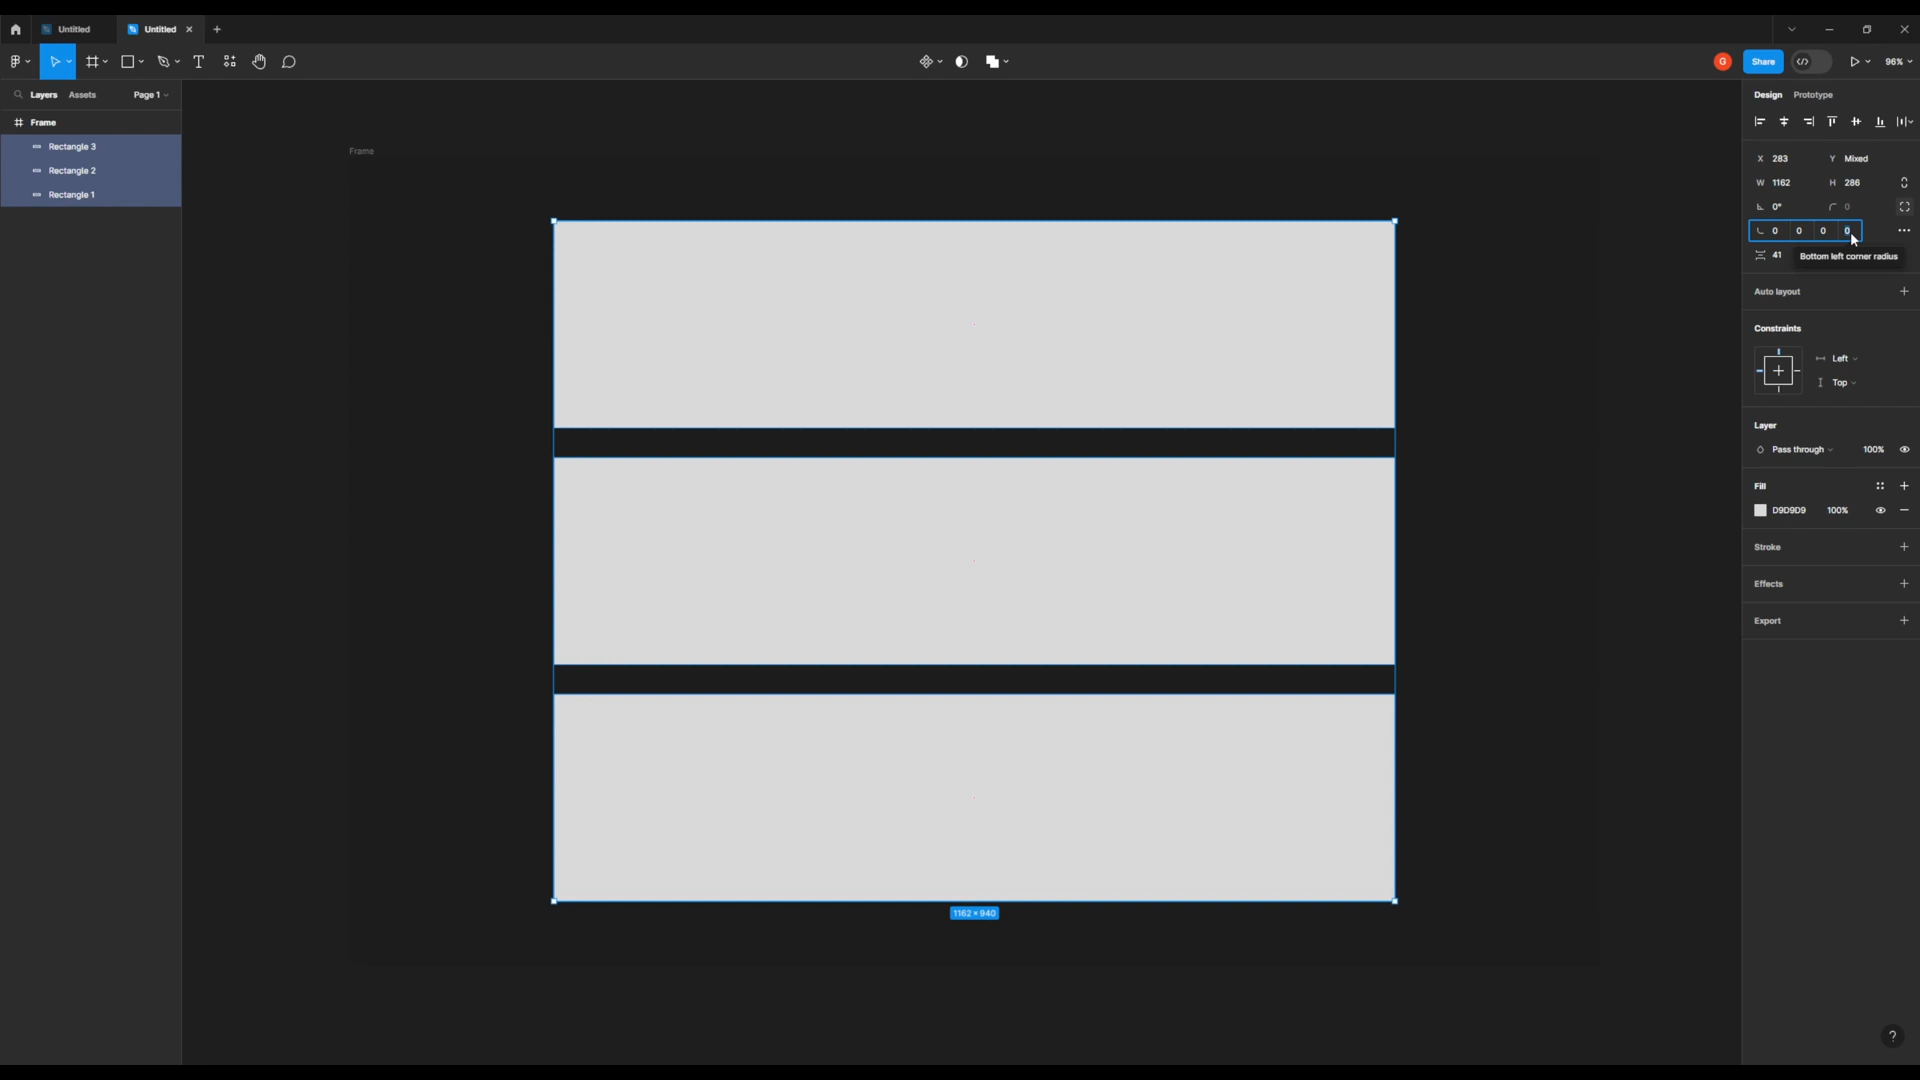 Untitled
Untitled
G
Share
96%
Layers Assets Page 1
Design Prototype
Frame
Rectangle 3
Rectangle 2
Rectangle 1
Frame
X 283 Y Mixed
W 1162 H 286
0° 0
0 0 0 0
41
Bottom left corner radius
Auto layout
Constraints
Left
Top
Layer
Pass through 100%
Fill
D9D9D9 100%
Stroke
Effects
Export
1162 × 940
?